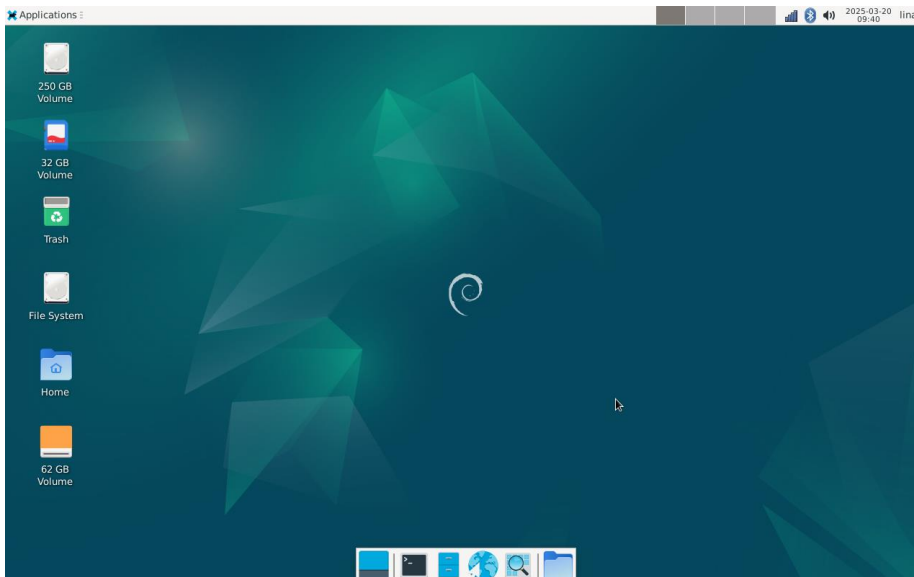 Applications
2025-03-20
09:40
lina
250 GB
Volume
32 GB
Volume
Trash
File System
Home
62 GB
Volume